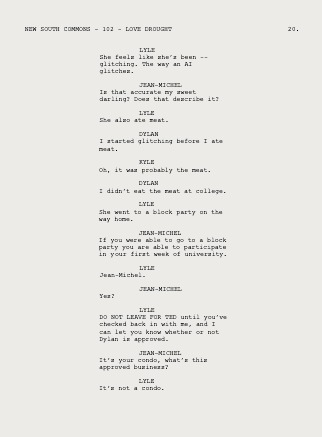 NEW SOUTH COMMONS - 102 - LOVE DROUGHT 20.
LYLE
She feels like she's been --
glitching. The way an AI
glitches.
JEAN-MICHEL
Is that accurate my sweet
darling? Does that describe it?
LYLE
She also ate meat.
DYLAN
I started glitching before I ate
meat.
KYLE
Oh, it was probably the meat.
DYLAN
I didn't eat the meat at college.
LYLE
She went to a block party on the
way home.
JEAN-MICHEL
If you were able to go to a block
party you are able to participate
in your first week of university.
LYLE
Jean-Michel.
JEAN-MICHEL
Yes?
LYLE
DO NOT LEAVE FOR TED until you've
checked back in with me, and I
can let you know whether or not
Dylan is approved.
JEAN-MICHEL
It's your condo, what's this
approved business?
LYLE
It's not a condo.